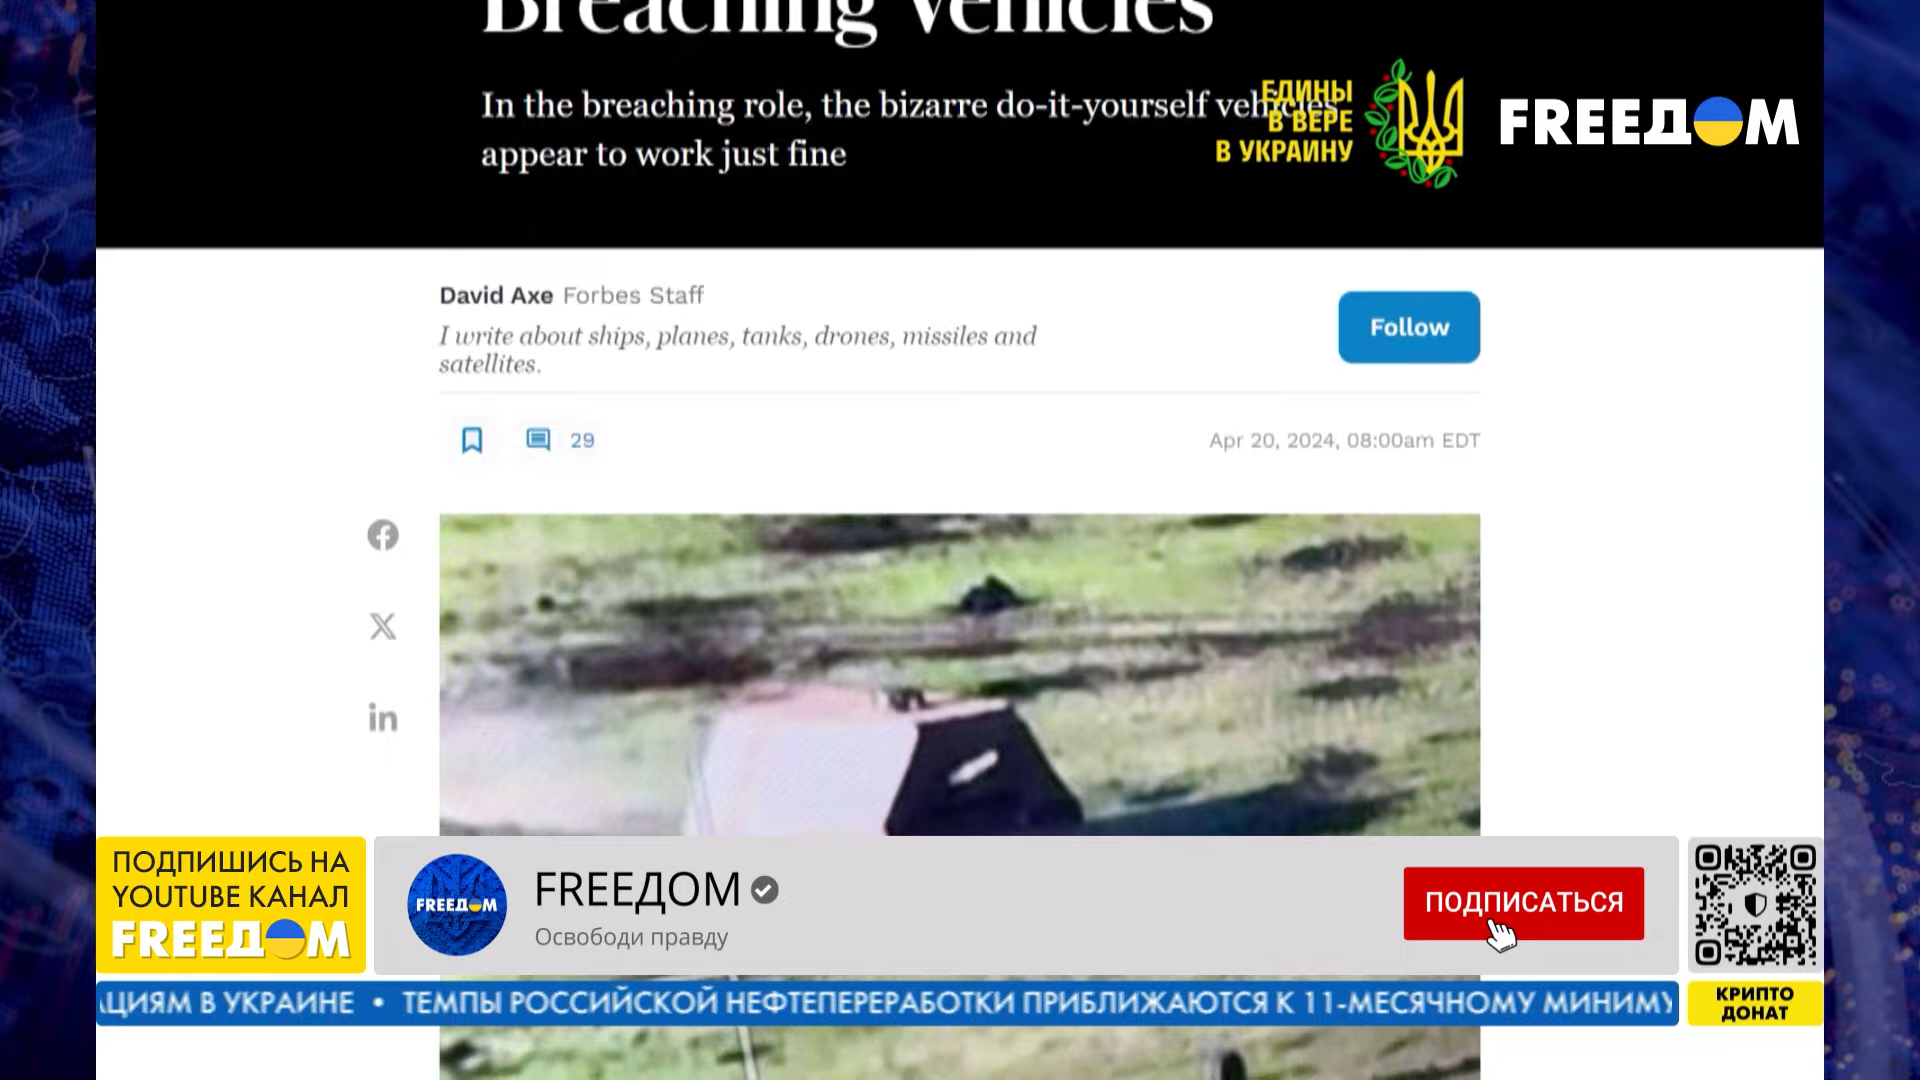 Breaching Vehicles
In the breaching role, the bizarre do-it-yourself vehicles
appear to work just fine
ЕДИНЫ
В ВЕРЕ
В УКРАИНУ
FREEДOM
David Axe Forbes Staff
I write about ships, planes, tanks, drones, missiles and
satellites.
Follow
29
Apr 20, 2024, 08:00am EDT
ПОДПИШИСЬ НА
YOUTUBE КАНАЛ
FREEДOM
FREEДOM
FREEДОМ
Освободи правду
ПОДПИСАТЬСЯ
ЦИЯМ В УКРАИНЕ • ТЕМПЫ РОССИЙСКОЙ НЕФТЕПЕРЕРАБОТКИ ПРИБЛИЖАЮТСЯ К 11-МЕСЯЧНОМУ МИНИМУ
КРИПТО
ДОНАТ